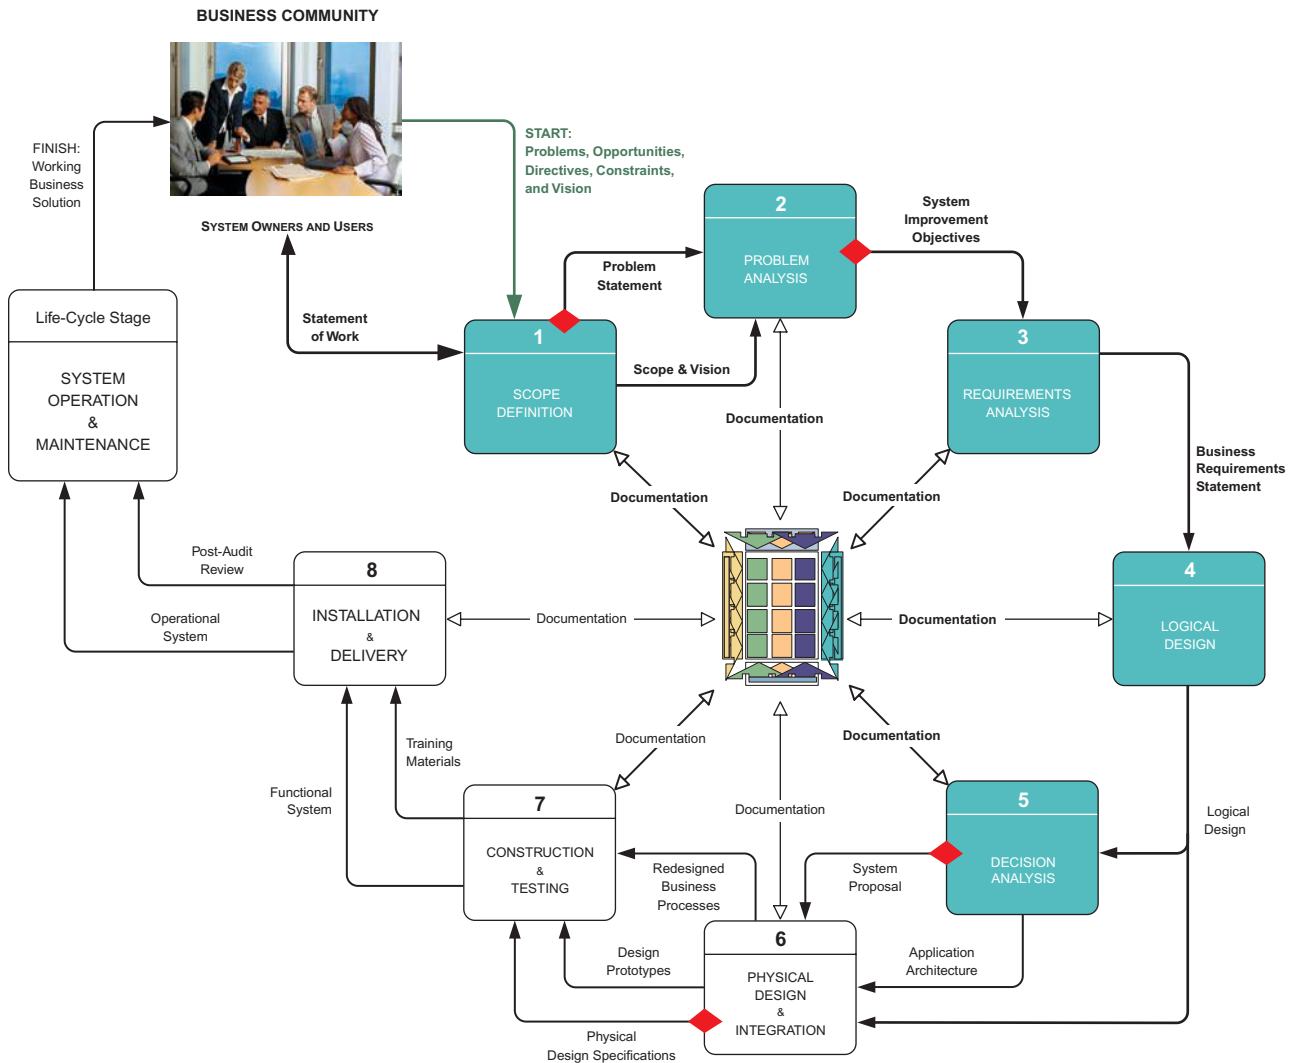 BUSINESS COMMUNITY
SYSTEM OWNERS AND USERS
START:
Problems, Opportunities,
Directives, Constraints,
and Vision
FINISH:
Working
Business
Solution
Statement
of Work
Problem
Statement
Scope & Vision
1
SCOPE
DEFINITION
2
PROBLEM
ANALYSIS
System
Improvement
Objectives
3
REQUIREMENTS
ANALYSIS
Business
Requirements
Statement
Life-Cycle Stage
SYSTEM
OPERATION
&
MAINTENANCE
Documentation
Documentation
Documentation
4
LOGICAL
DESIGN
Documentation
Post-Audit
Review
Operational
System
8
INSTALLATION
&
DELIVERY
Documentation
Documentation
Documentation
Documentation
Logical
Design
5
DECISION
ANALYSIS
System
Proposal
Application
Architecture
6
PHYSICAL
DESIGN
&
INTEGRATION
Redesigned
Business
Processes
Design
Prototypes
Physical
Design Specifications
7
CONSTRUCTION
&
TESTING
Training
Materials
Functional
System